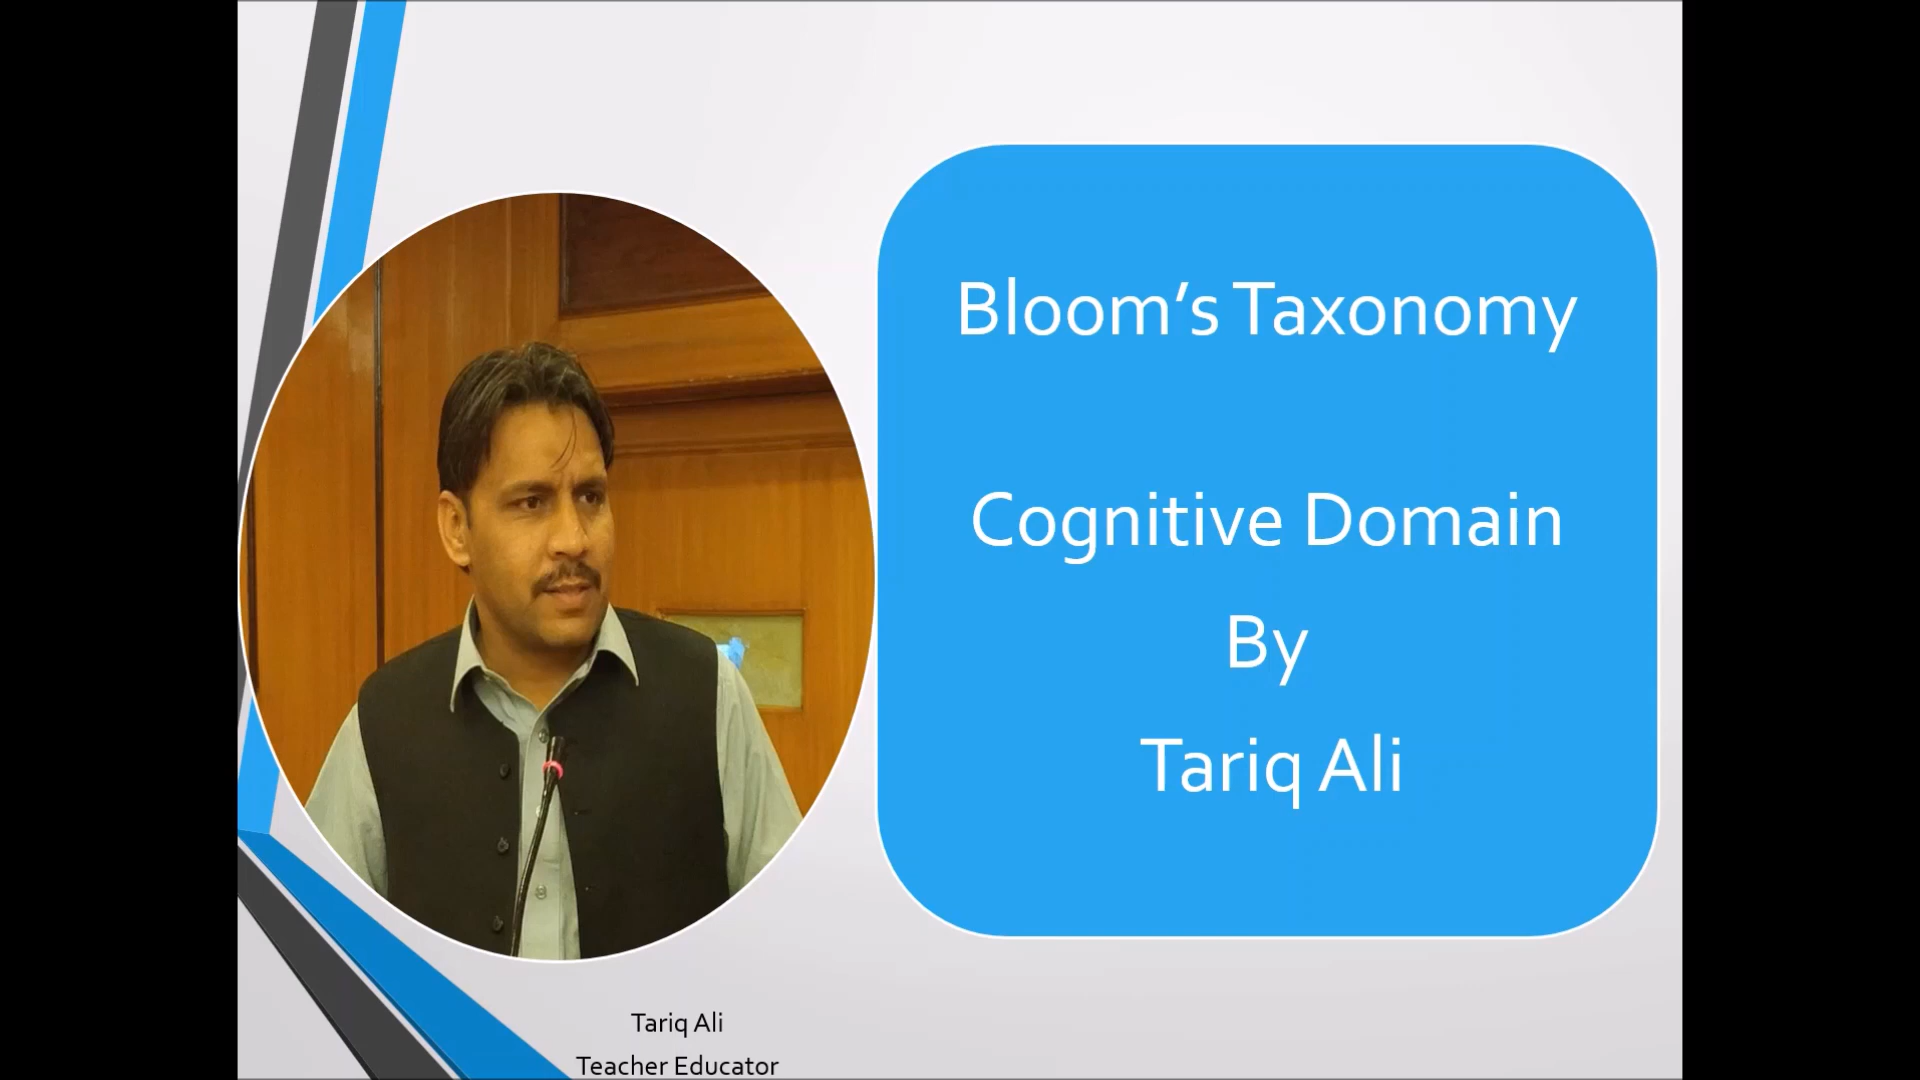 Bloom’s Taxonomy
Cognitive Domain
By
Tariq Ali
Tariq Ali
Teacher Educator